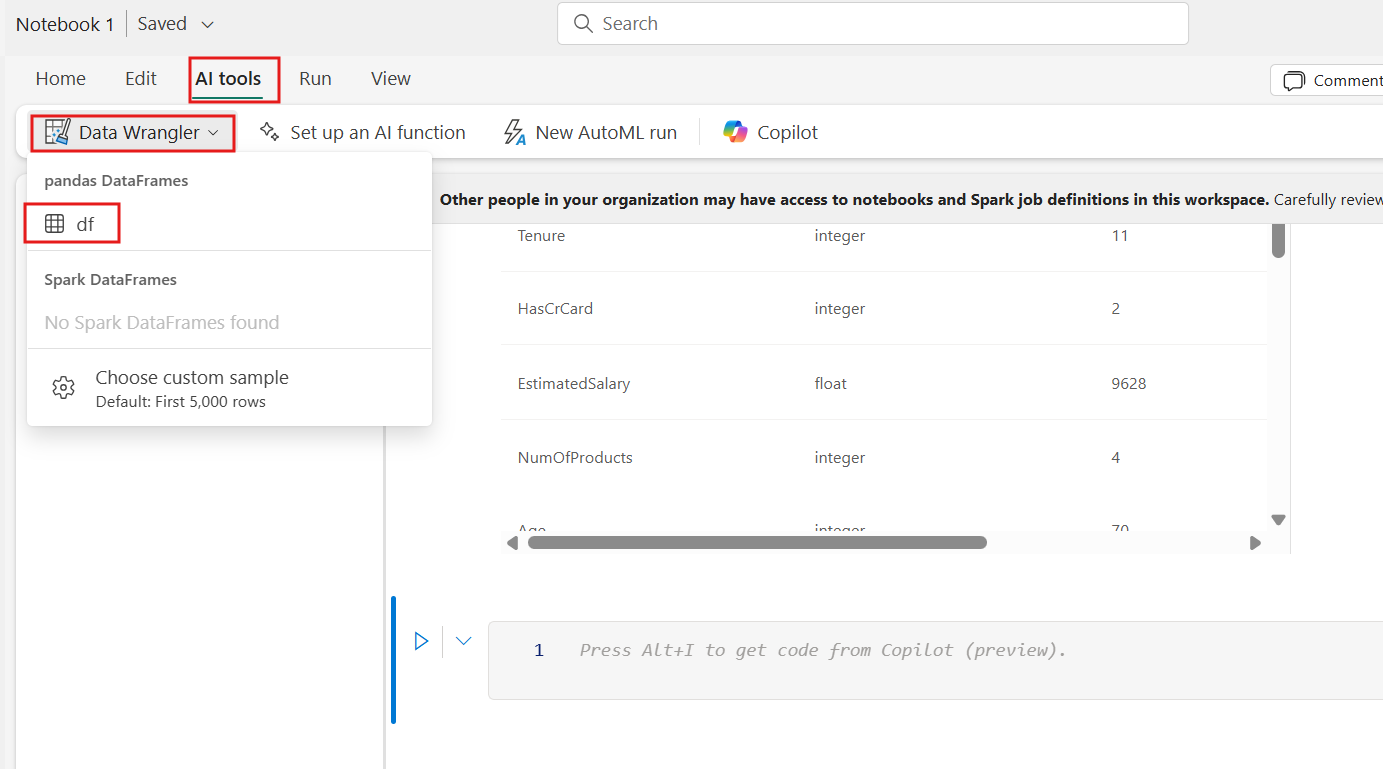 Notebook 1 Saved
Search
Home Edit AI tools Run View
Comment
Data Wrangler Set up an AI function New AutoML run Copilot
pandas DataFrames
df
Spark DataFrames
No Spark DataFrames found
Choose custom sample
Default: First 5,000 rows
Other people in your organization may have access to notebooks and Spark job definitions in this workspace. Carefully review
Tenure integer 11
HasCrCard integer 2
EstimatedSalary float 9628
NumOfProducts integer 4
Age integer 70
1 Press Alt+I to get code from Copilot (preview).